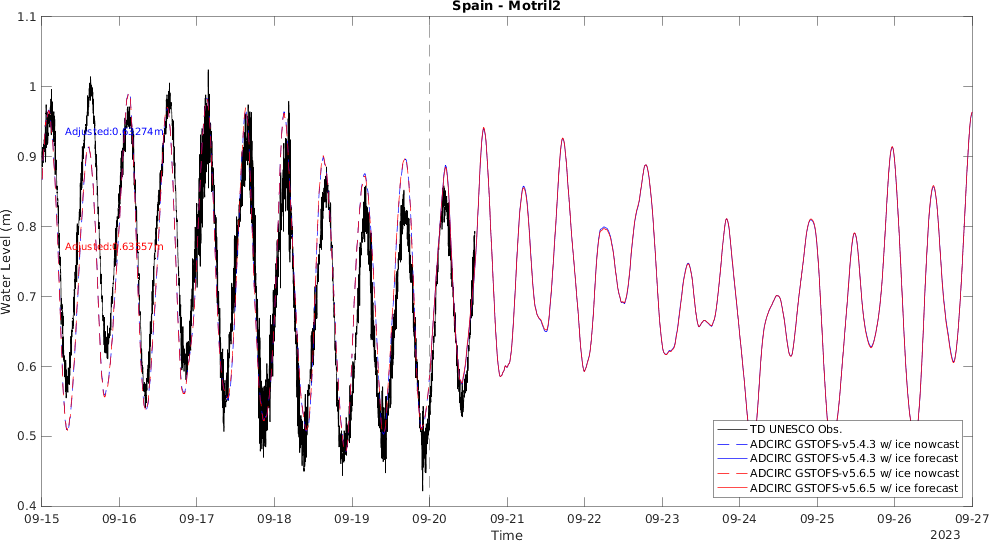 Spain - Motril2
1.1
1
0.9
0.8
0.7
0.6
0.5
0.4
Water Level (m)
Adjusted:0.63274m
Adjusted:0.63657m
TD UNESCO Obs.
ADCIRC GSTOFS-v5.4.3 w/ ice nowcast
ADCIRC GSTOFS-v5.4.3 w/ ice forecast
ADCIRC GSTOFS-v5.6.5 w/ ice nowcast
ADCIRC GSTOFS-v5.6.5 w/ ice forecast
09-15 09-16 09-17 09-18 09-19 09-20 09-21 09-22 09-23 09-24 09-25 09-26 09-27
Time
2023